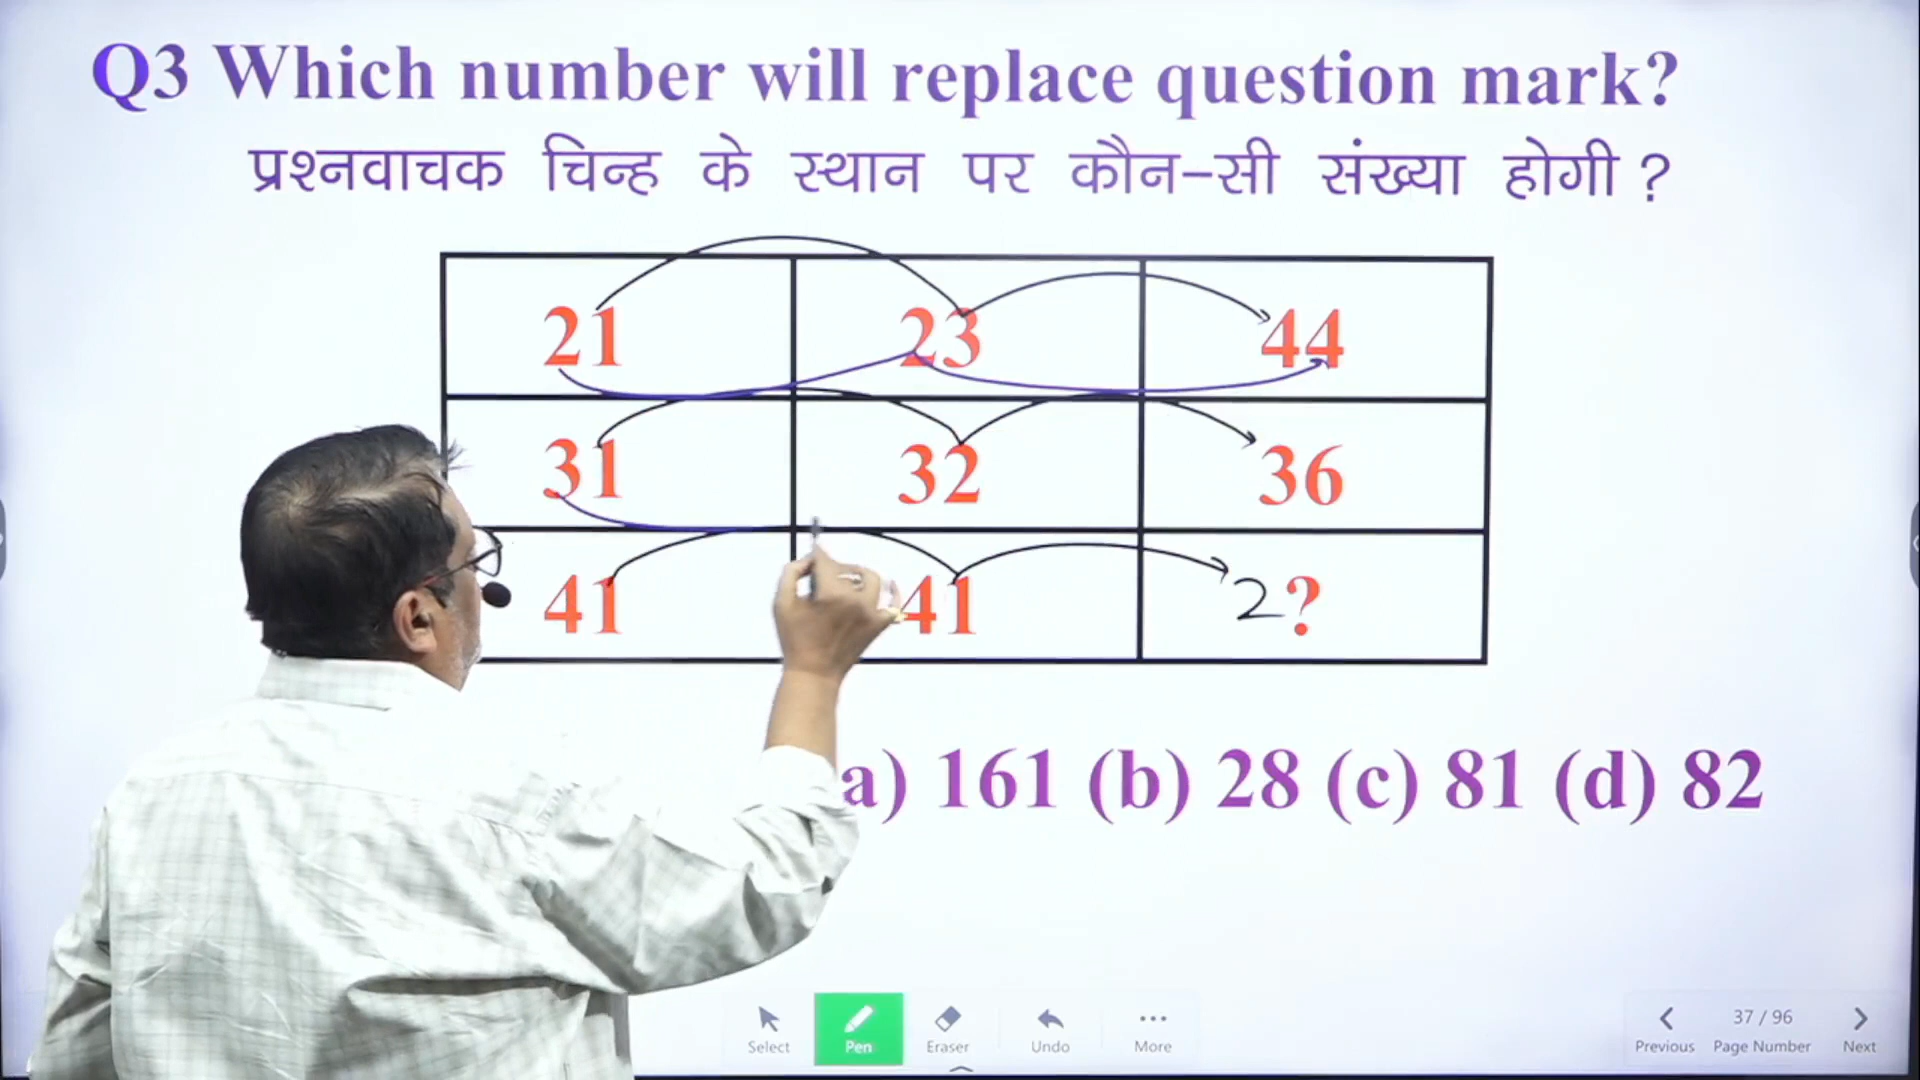 Q3 Which number will replace question mark?
प्रश्नवाचक चिन्ह के स्थान पर कौन-सी संख्या होगी ?
21 23 44
31 32 36
41 41 2?
a) 161 (b) 28 (c) 81 (d) 82
Select Pen Eraser Undo More
37 / 96
Previous Page Number Next